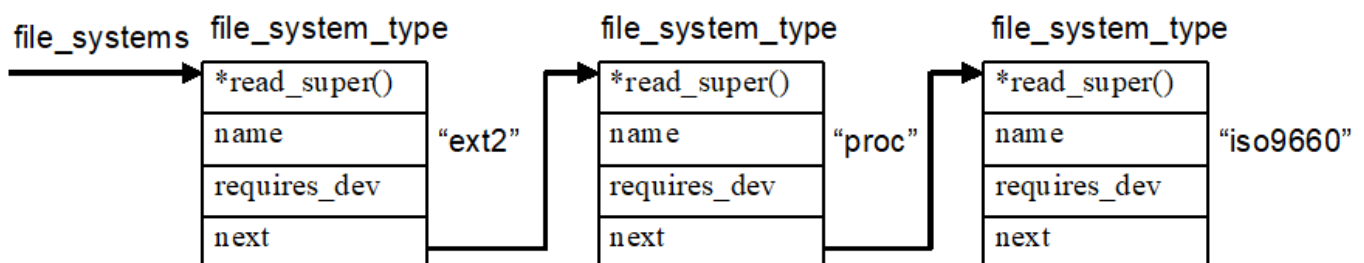 file_systems
file_system_type
*read_super()
name
“ext2”
requires_dev
next
file_system_type
*read_super()
name
“proc”
requires_dev
next
file_system_type
*read_super()
name
“iso9660”
requires_dev
next